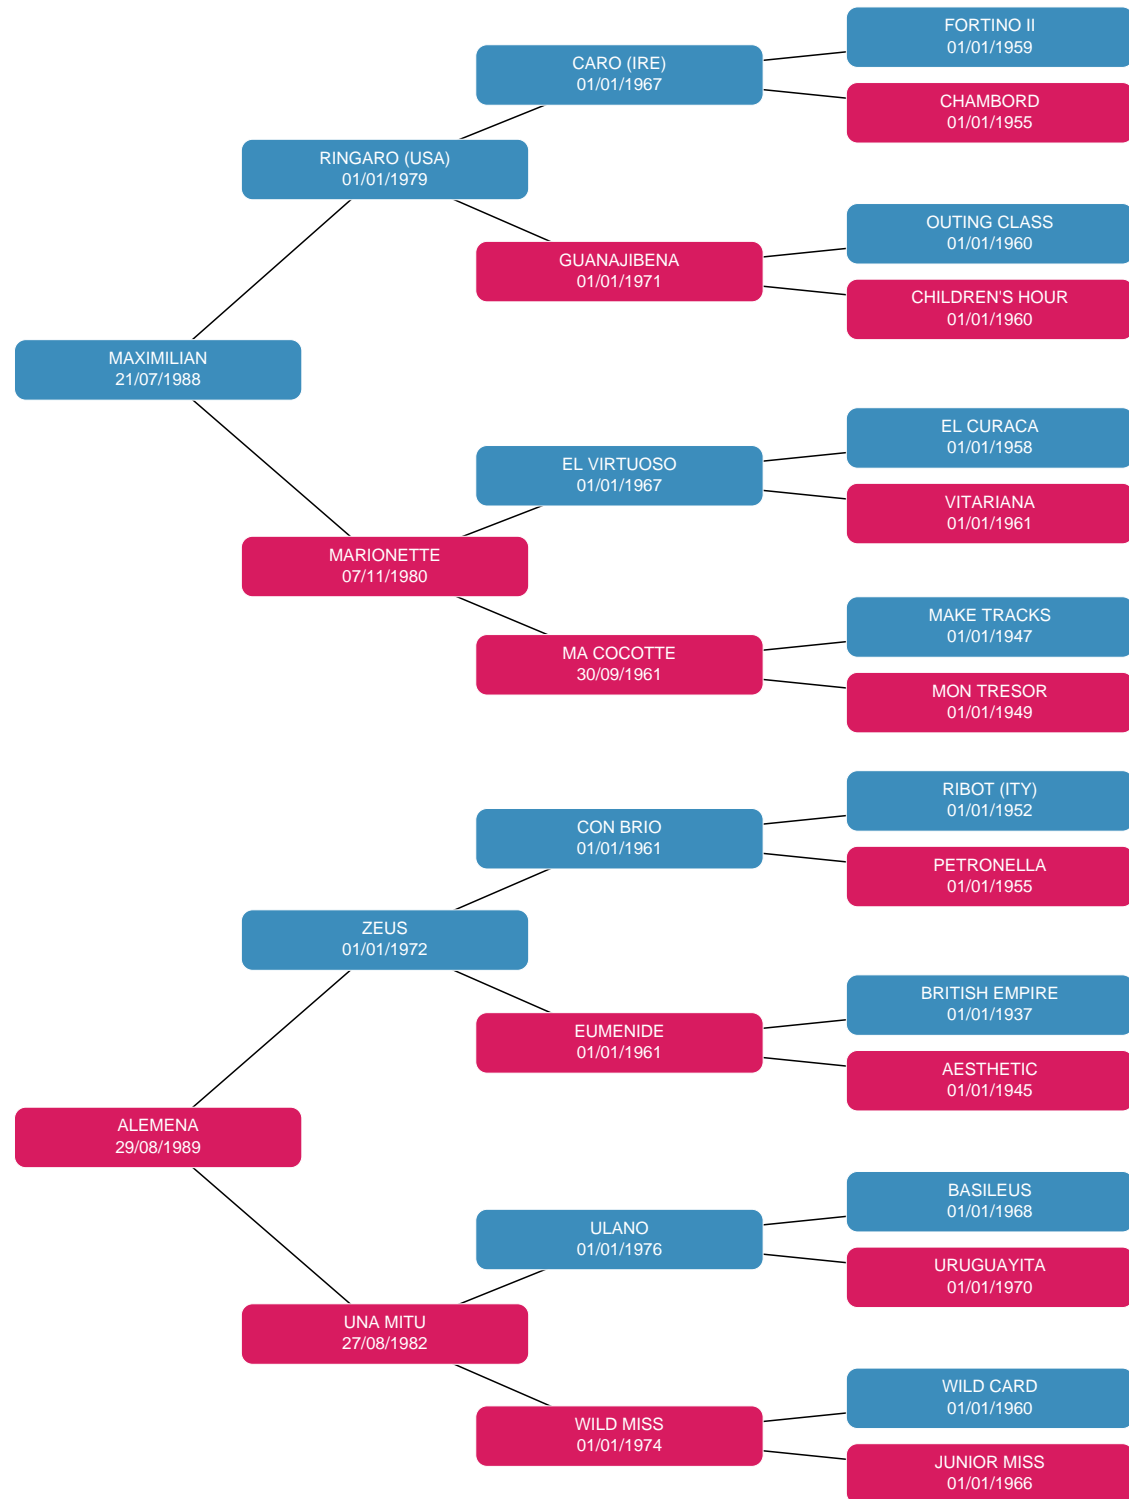 FORTINO II
01/01/1959
CARO (IRE)
01/01/1967
CHAMBORD
01/01/1955
RINGARO (USA)
01/01/1979
OUTING CLASS
01/01/1960
GUANAJIBENA
01/01/1971
CHILDREN'S HOUR
01/01/1960
MAXIMILIAN
21/07/1988
EL CURACA
01/01/1958
EL VIRTUOSO
01/01/1967
VITARIANA
01/01/1961
MARIONETTE
07/11/1980
MAKE TRACKS
01/01/1947
MA COCOTTE
30/09/1961
MON TRESOR
01/01/1949
RIBOT (ITY)
01/01/1952
CON BRIO
01/01/1961
PETRONELLA
01/01/1955
ZEUS
01/01/1972
BRITISH EMPIRE
01/01/1937
EUMENIDE
01/01/1961
AESTHETIC
01/01/1945
ALEMENA
29/08/1989
BASILEUS
01/01/1968
ULANO
01/01/1976
URUGUAYITA
01/01/1970
UNA MITU
27/08/1982
WILD CARD
01/01/1960
WILD MISS
01/01/1974
JUNIOR MISS
01/01/1966